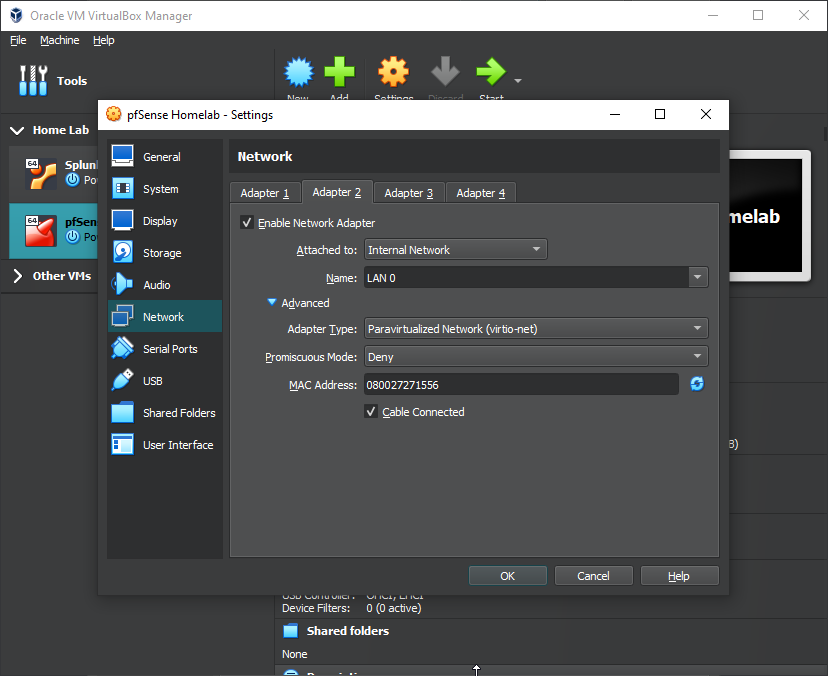 Oracle VM VirtualBox Manager
File Machine Help
Tools
New Add Settings Discard Start
pfSense Homelab - Settings
Home Lab
64 Splun
Po
64 pfSen
Po
Other VMs
General
System
Display
Storage
Audio
Network
Serial Ports
USB
Shared Folders
User Interface
Network
Adapter 1 Adapter 2 Adapter 3 Adapter 4
Enable Network Adapter
Attached to: Internal Network
Name: LAN 0
Advanced
Adapter Type: Paravirtualized Network (virtio-net)
Promiscuous Mode: Deny
MAC Address: 080027271556
Cable Connected
OK Cancel Help
melab
B)
USB Controller: OHCI, EHCI
Device Filters: 0 (0 active)
Shared folders
None